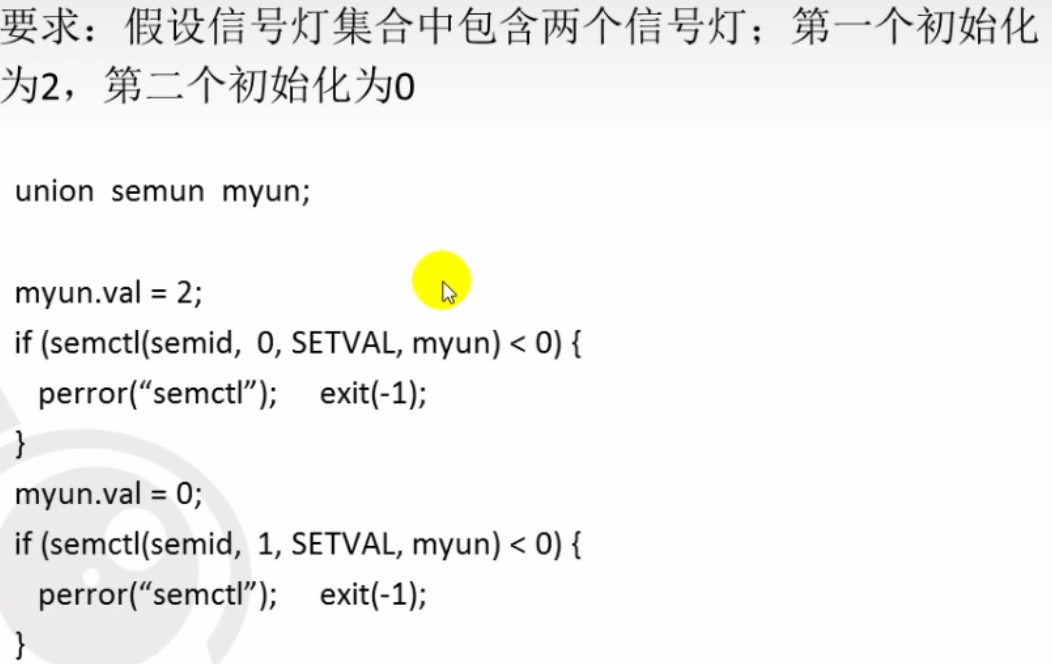 要求：假设信号灯集合中包含两个信号灯；第一个初始化
为2，第二个初始化为0
union semun myun;
myun.val = 2;
if (semctl(semid, 0, SETVAL, myun) < 0) {
perror(“semctl”); exit(-1);
}
myun.val = 0;
if (semctl(semid, 1, SETVAL, myun) < 0) {
perror(“semctl”); exit(-1);
}